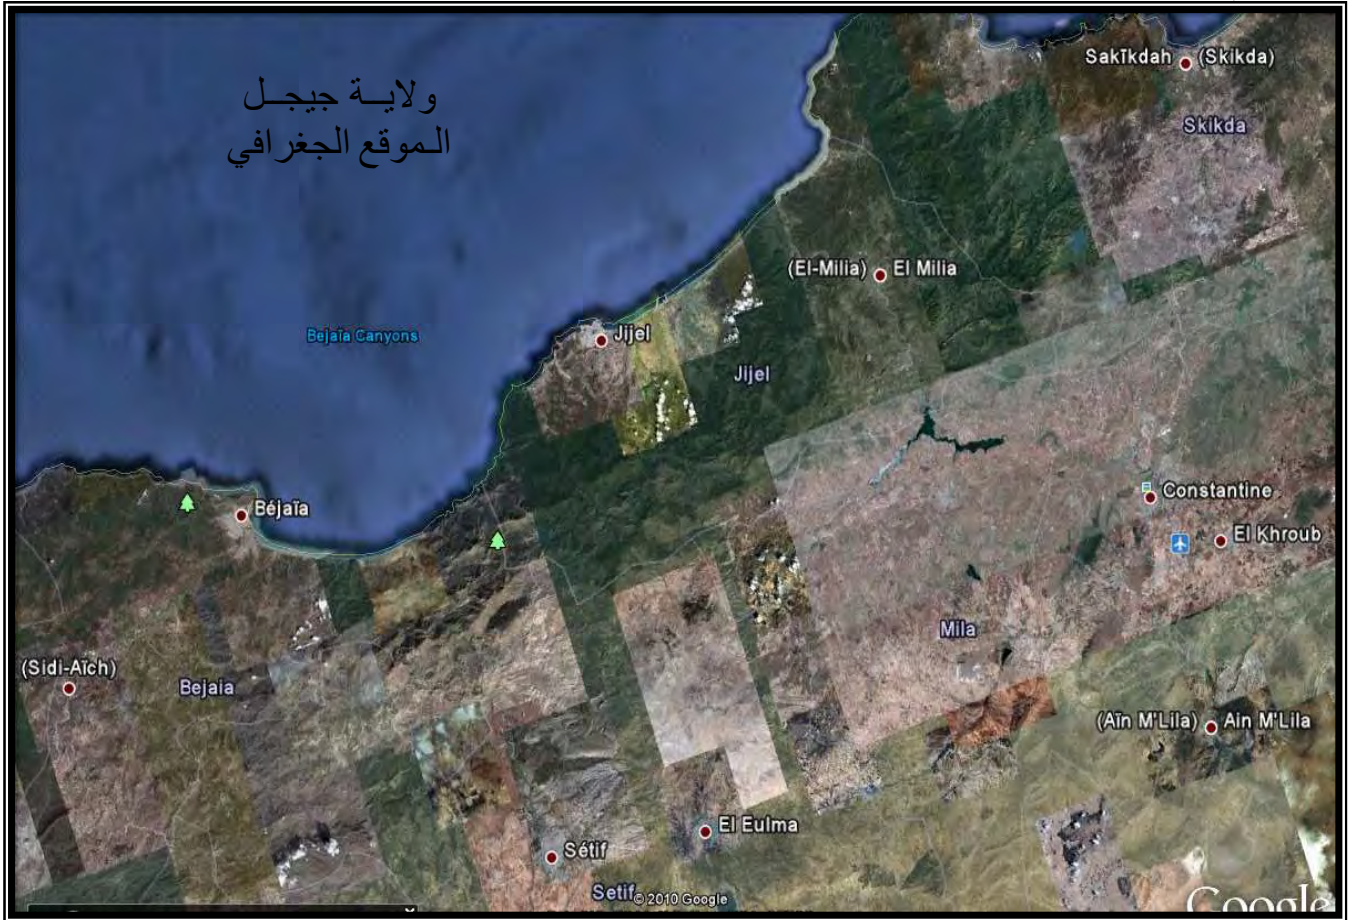 ولايــة جيجــل
الـموقع الجغرافي
Sakīkdah (Skikda)
Skikda
(El-Milia) El Milia
Bejaïa Canyons
Jijel
Jijel
Constantine
Béjaïa
El Khroub
Mila
(Sidi-Aïch)
Bejaia
(Aïn M'Lila) Ain M'Lila
El Eulma
Sétif
Setif
© 2010 Google
Google